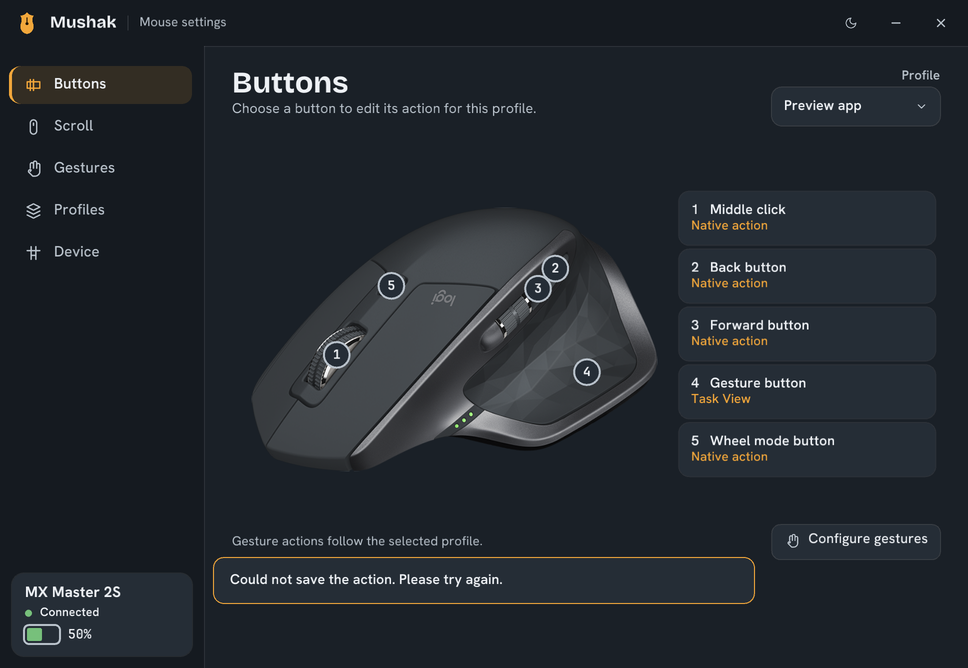 Mushak
Mouse settings
Buttons
Scroll
Gestures
Profiles
Device
MX Master 2S
Connected
50%
Buttons
Choose a button to edit its action for this profile.
Profile
Preview app
logi
1
2
3
4
5
1 Middle click
Native action
2 Back button
Native action
3 Forward button
Native action
4 Gesture button
Task View
5 Wheel mode button
Native action
Gesture actions follow the selected profile.
Configure gestures
Could not save the action. Please try again.